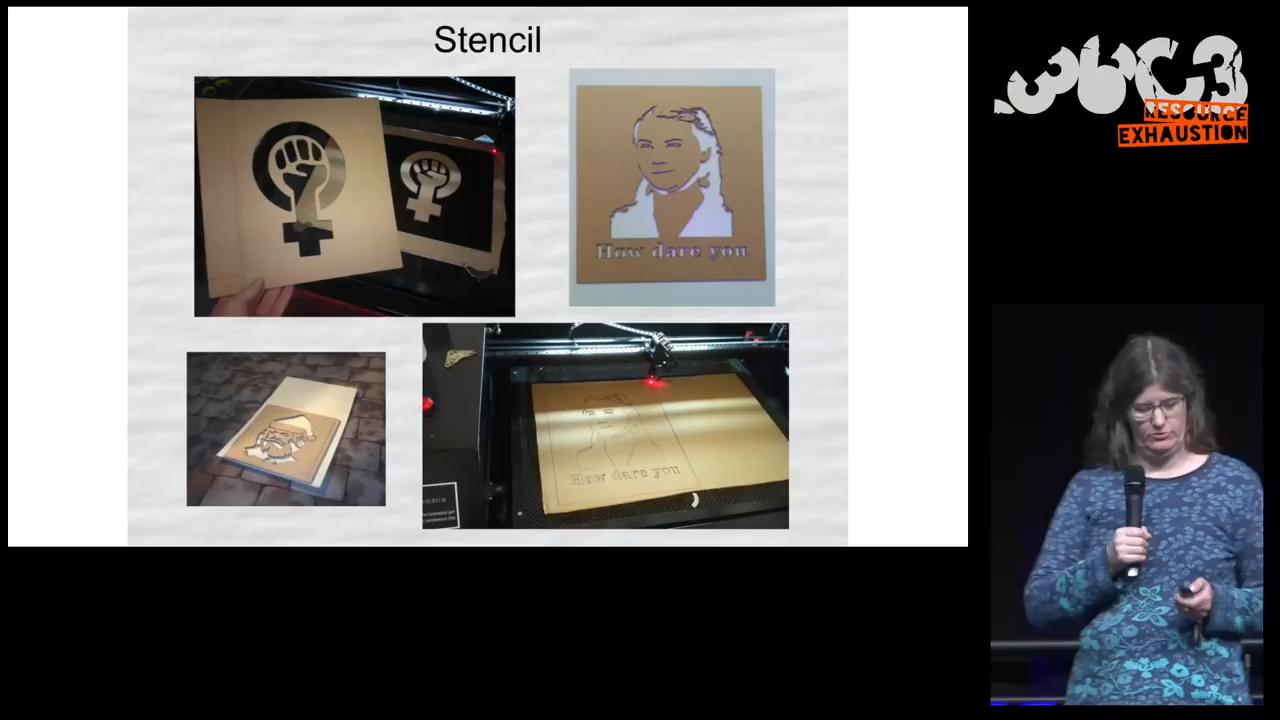 Stencil
How dare you
How dare you
36C3
RESOURCE
EXHAUSTION